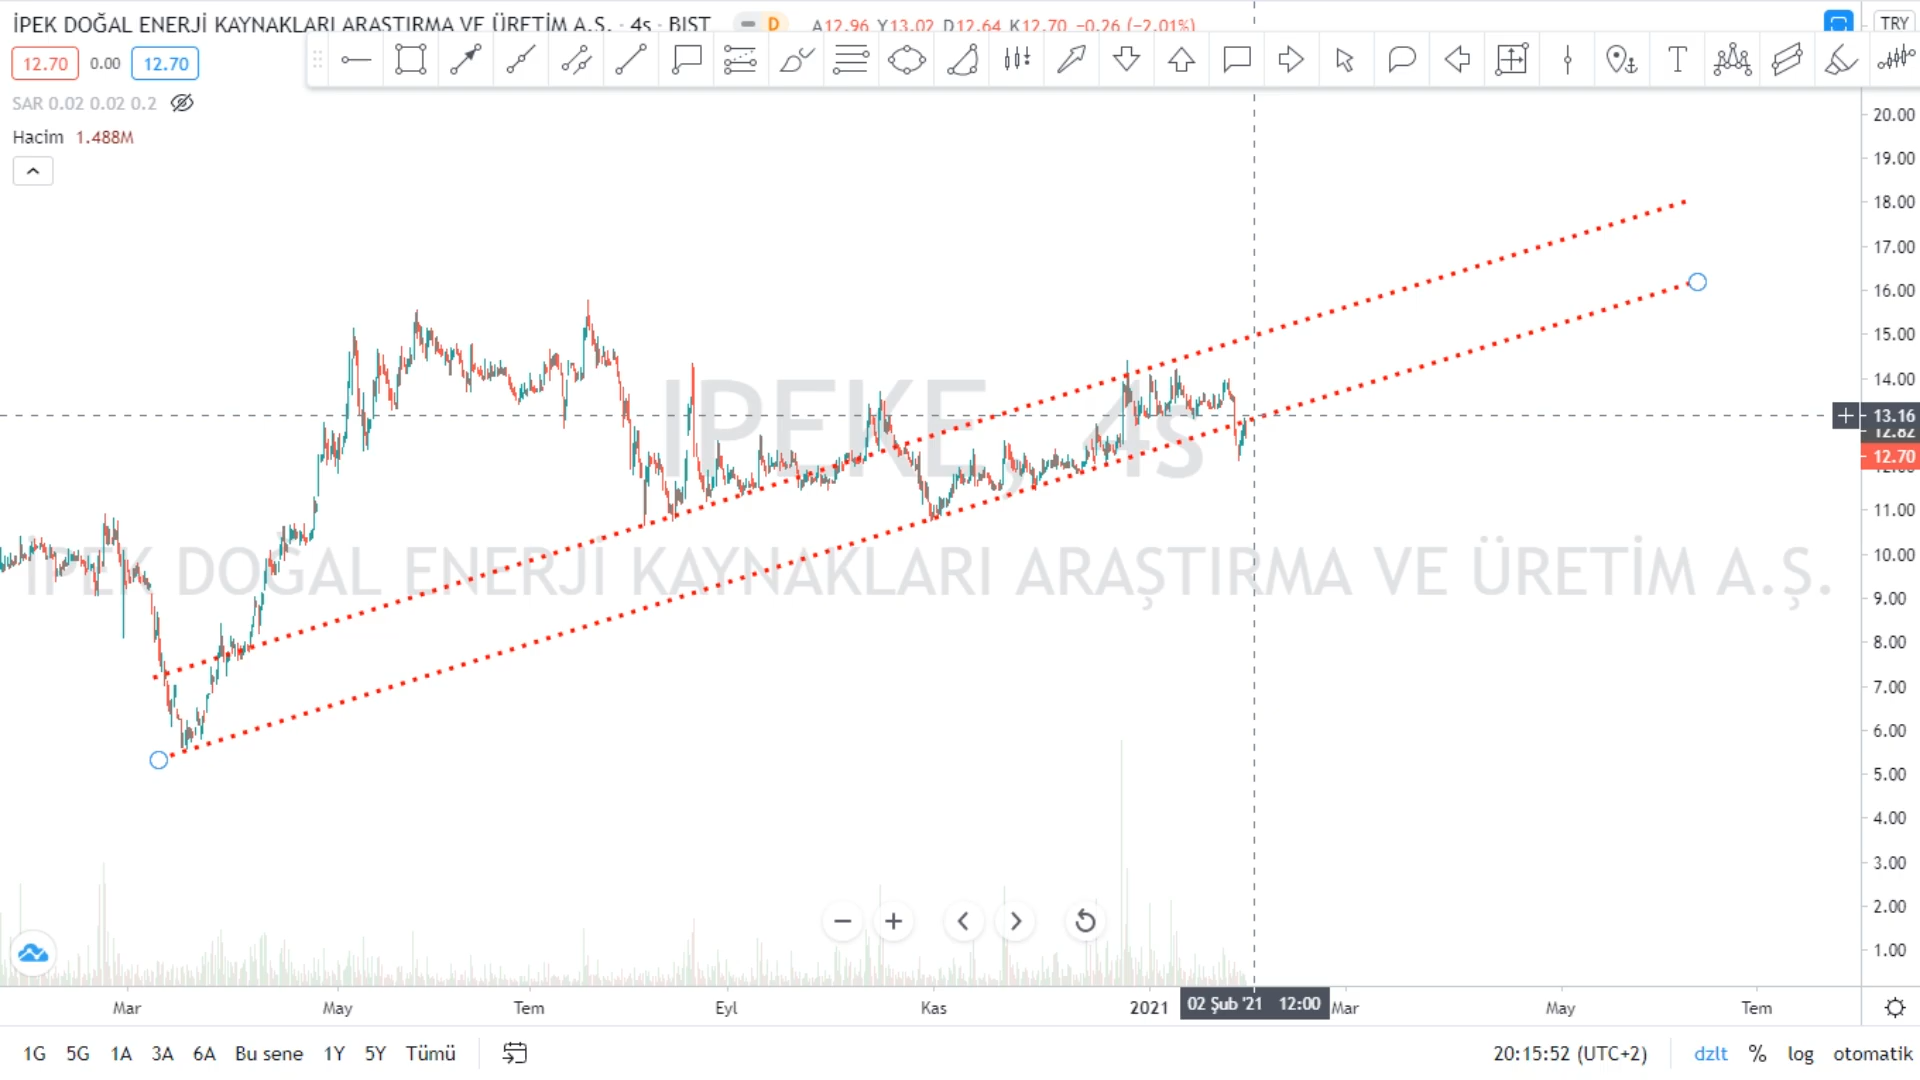 İPEK DOĞAL ENERJİ KAYNAKLARI ARASTIRMA VE ÜRETİM A.Ş. · 4s · BIST D A12.96 Y13.02 D12.64 K12.70 −0.26 (−2.01%) TRY
12.70 0.00 12.70
SAR 0.02 0.02 0.2
Hacim 1.488M
T
20.00
19.00
18.00
17.00
16.00
15.00
14.00
13.16
12.82
12.70
11.00
10.00
9.00
8.00
7.00
6.00
5.00
4.00
3.00
2.00
1.00
IPEKE, 4s
İPEK DOĞAL ENERJİ KAYNAKLARI ARAŞTIRMA VE ÜRETİM A.Ş.
Mar May Tem Eyl Kas 2021 02 Şub '21 12:00 Mar May Tem
1G 5G 1A 3A 6A Bu sene 1Y 5Y Tümü 20:15:52 (UTC+2) dzlt % log otomatik